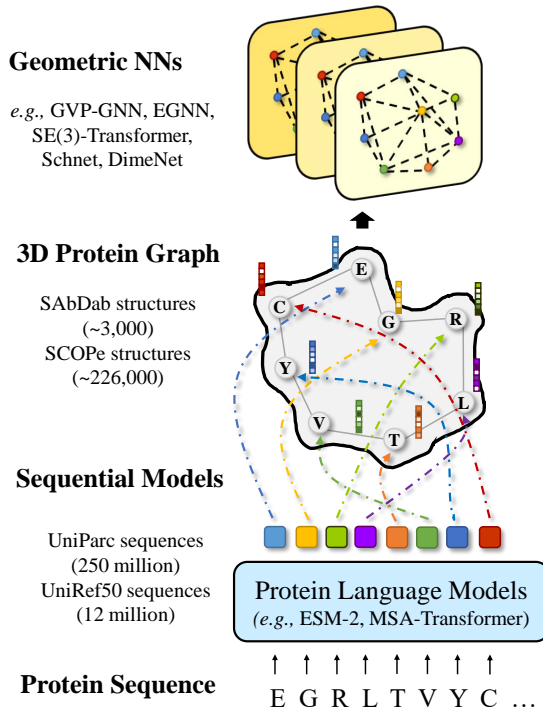 Geometric NNs
e.g., GVP-GNN, EGNN,
SE(3)-Transformer,
Schnet, DimeNet
3D Protein Graph
SAbDab structures
(~3,000)
SCOPe structures
(~226,000)
E
C
G
R
Y
L
V
T
Sequential Models
UniParc sequences
(250 million)
UniRef50 sequences
(12 million)
Protein Language Models
(e.g., ESM-2, MSA-Transformer)
Protein Sequence
E G R L T V Y C ...